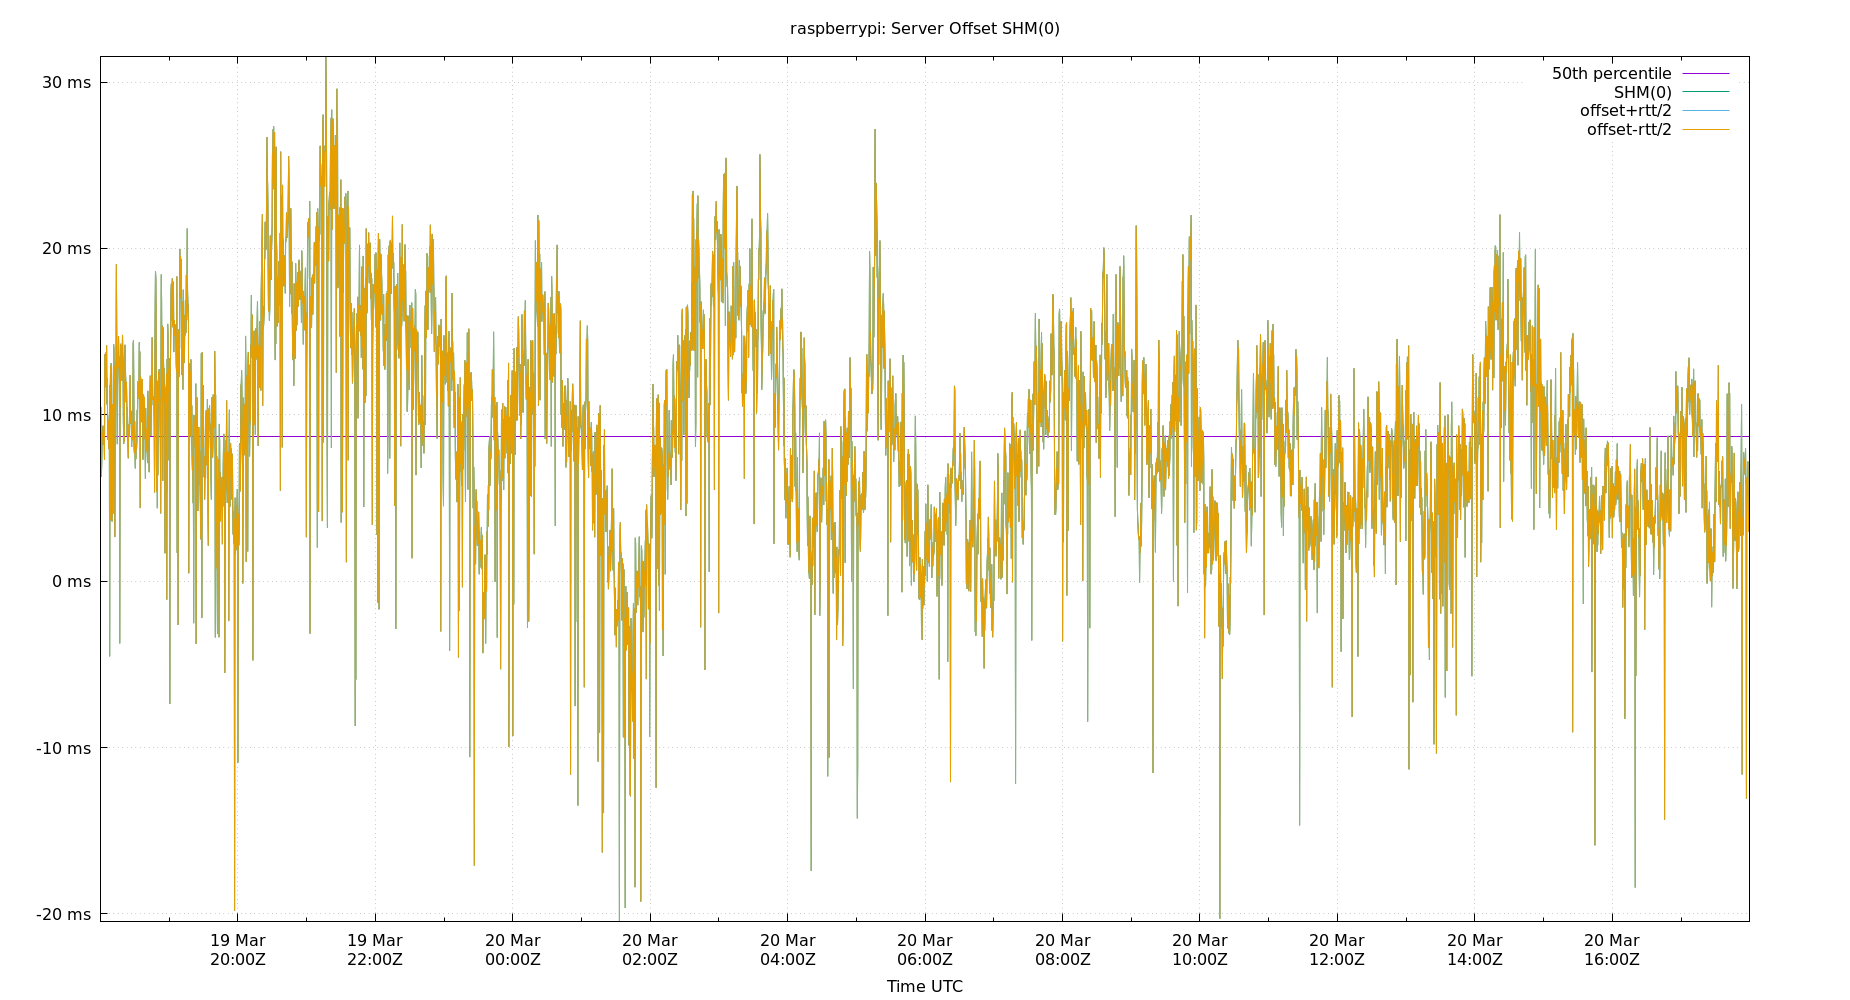 raspberrypi: Server Offset SHM(0)
50th percentile
SHM(0)
offset+rtt/2
offset-rtt/2
30 ms
20 ms
10 ms
0 ms
-10 ms
-20 ms
19 Mar 19 Mar 20 Mar 20 Mar 20 Mar 20 Mar 20 Mar 20 Mar 20 Mar 20 Mar 20 Mar
20:00Z 22:00Z 00:00Z 02:00Z 04:00Z 06:00Z 08:00Z 10:00Z 12:00Z 14:00Z 16:00Z
Time UTC